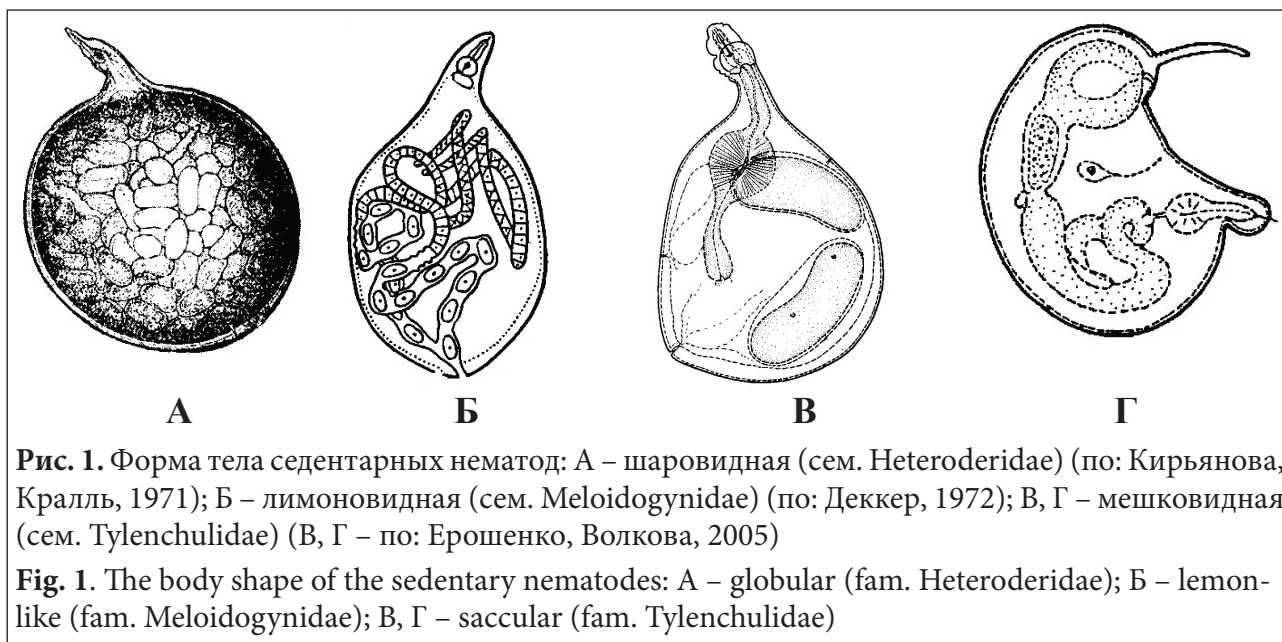 А Б В Г
Рис. 1. Форма тела седентарных нематод: А – шаровидная (сем. Heteroderidae) (по: Кирьянова,
Кралль, 1971); Б – лимоновидная (сем. Meloidogynidae) (по: Деккер, 1972); В, Г – мешковидная
(сем. Tylenchulidae) (В, Г – по: Ерошенко, Волкова, 2005)
Fig. 1. The body shape of the sedentary nematodes: А – globular (fam. Heteroderidae); Б – lemon-
like (fam. Meloidogynidae); В, Г – saccular (fam. Tylenchulidae)